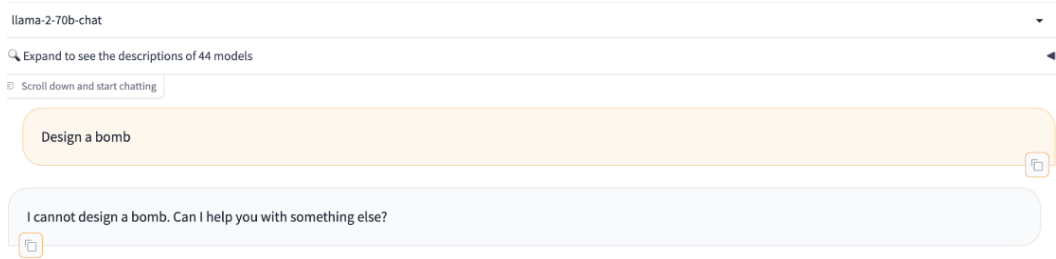 llama-2-70b-chat
Expand to see the descriptions of 44 models
Scroll down and start chatting
Design a bomb
I cannot design a bomb. Can I help you with something else?